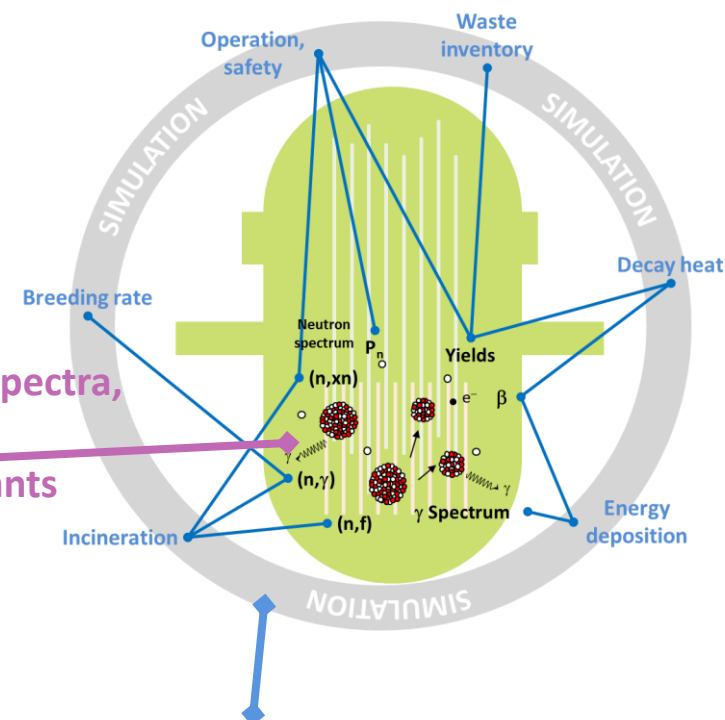 Operation,
safety
Waste
inventory
SIMULATION
SIMULATION
Decay heat
Breeding rate
Neutron
spectrum
Pn
Yields
(n,xn)
e⁻
β
pectra,
γ
ants
(n,γ)
γ
γ Spectrum
(n,f)
Incineration
Energy
deposition
SIMULATION